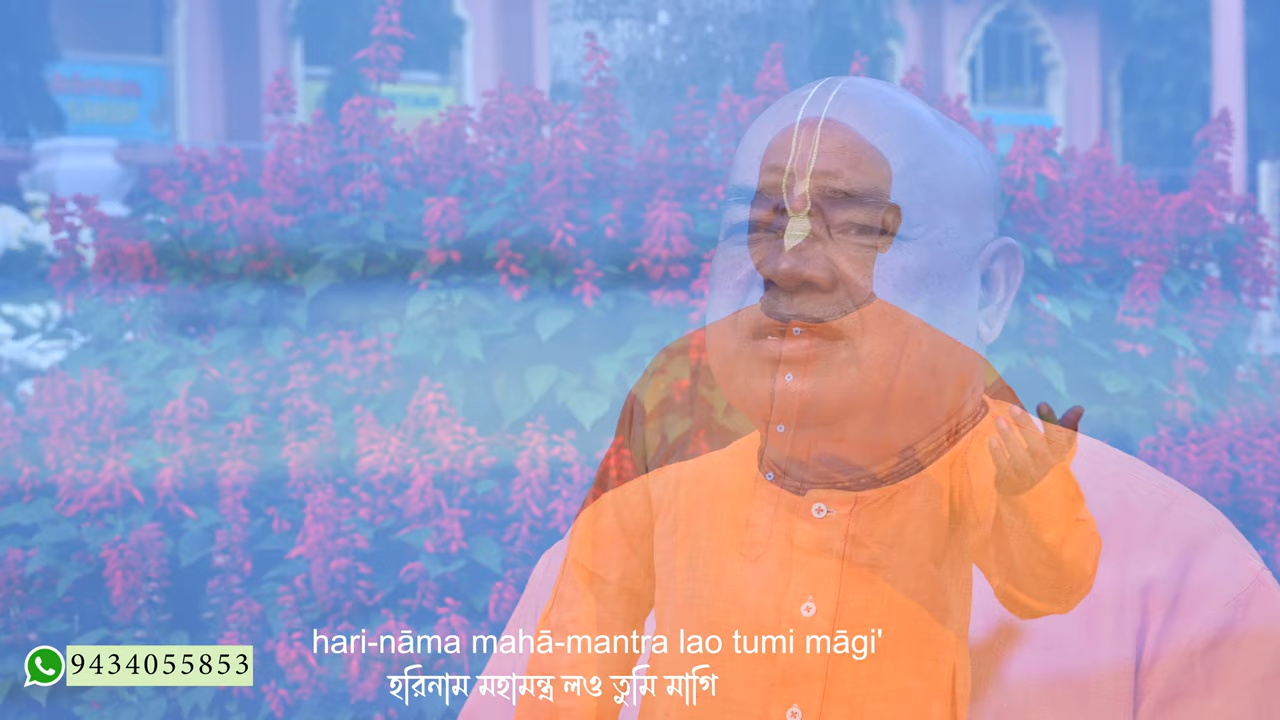 hari-nāma mahā-mantra lao tumi māgi'
হরিনাম মহামন্ত্র লও তুমি মাগি
9434055853